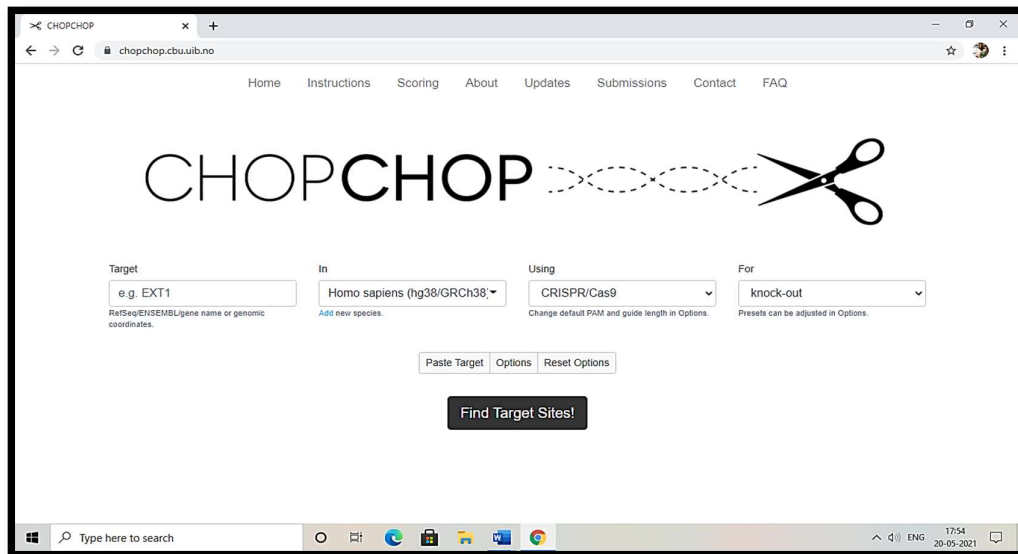 CHOPCHOP
chopchop.cbu.uib.no
Home Instructions Scoring About Updates Submissions Contact FAQ
CHOPCHOP
Target In Using For
e.g. EXT1 Homo sapiens (hg38/GRCh38) CRISPR/Cas9 knock-out
RefSeq/ENSEMBL/gene name or genomic coordinates. Add new species. Change default PAM and guide length in Options. Presets can be adjusted in Options.
Paste Target Options Reset Options
Find Target Sites!
Type here to search ENG 17:54
20-05-2021